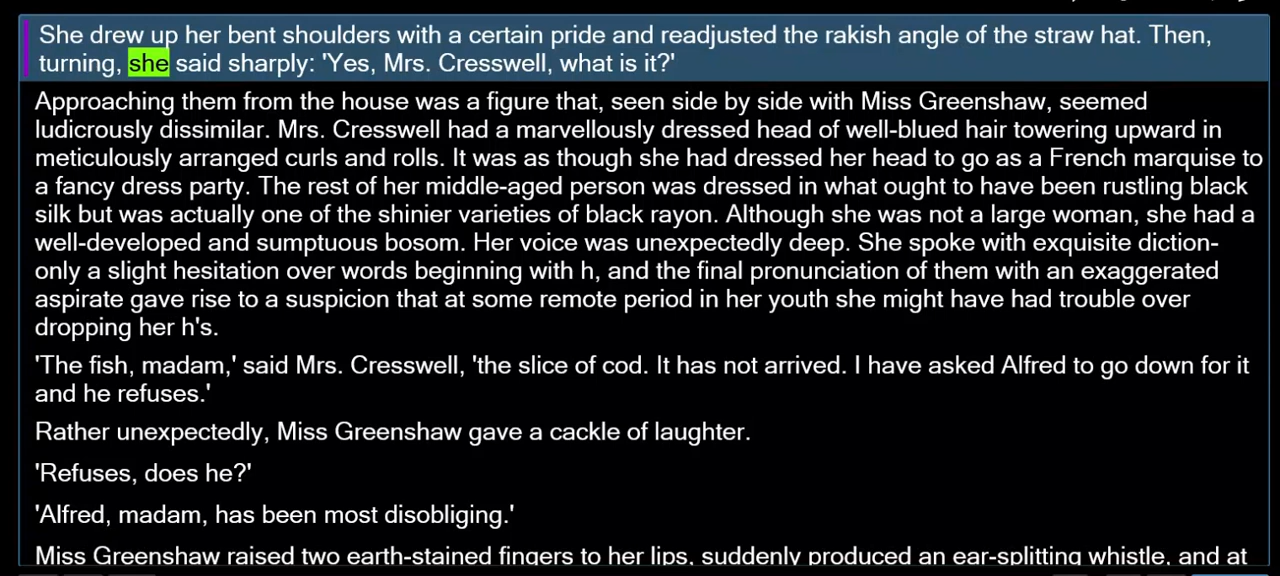 She drew up her bent shoulders with a certain pride and readjusted the rakish angle of the straw hat. Then,
turning, she said sharply: 'Yes, Mrs. Cresswell, what is it?'
Approaching them from the house was a figure that, seen side by side with Miss Greenshaw, seemed
ludicrously dissimilar. Mrs. Cresswell had a marvellously dressed head of well-blued hair towering upward in
meticulously arranged curls and rolls. It was as though she had dressed her head to go as a French marquise to
a fancy dress party. The rest of her middle-aged person was dressed in what ought to have been rustling black
silk but was actually one of the shinier varieties of black rayon. Although she was not a large woman, she had a
well-developed and sumptuous bosom. Her voice was unexpectedly deep. She spoke with exquisite diction-
only a slight hesitation over words beginning with h, and the final pronunciation of them with an exaggerated
aspirate gave rise to a suspicion that at some remote period in her youth she might have had trouble over
dropping her h's.
'The fish, madam,' said Mrs. Cresswell, 'the slice of cod. It has not arrived. I have asked Alfred to go down for it
and he refuses.'
Rather unexpectedly, Miss Greenshaw gave a cackle of laughter.
'Refuses, does he?'
'Alfred, madam, has been most disobliging.'
Miss Greenshaw raised two earth-stained fingers to her lips, suddenly produced an ear-splitting whistle, and at